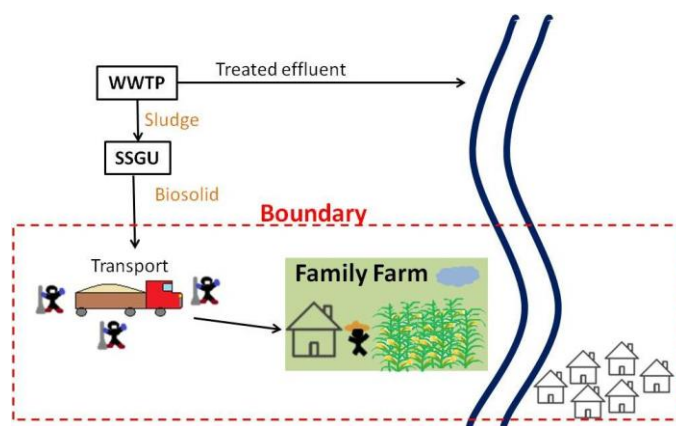 WWTP
Treated effluent
Sludge
SSGU
Biosolid
Boundary
Transport
Family Farm